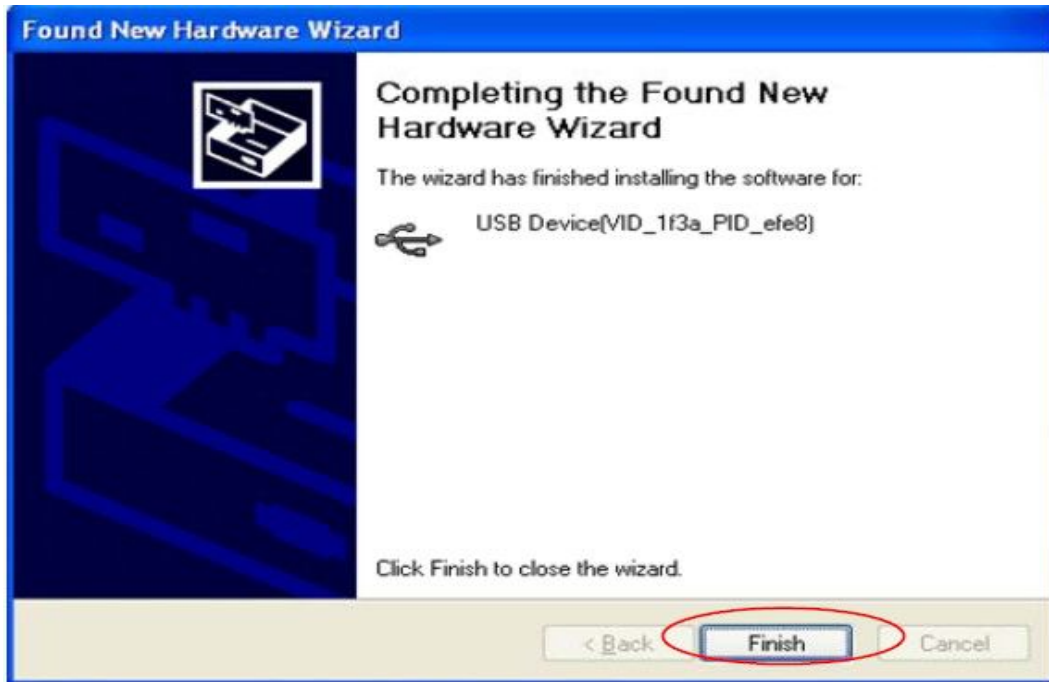 Found New Hardware Wizard
Completing the Found New
Hardware Wizard
The wizard has finished installing the software for:
USB Device(VID_1f3a_PID_efe8)
Click Finish to close the wizard.
< Back
Finish
Cancel